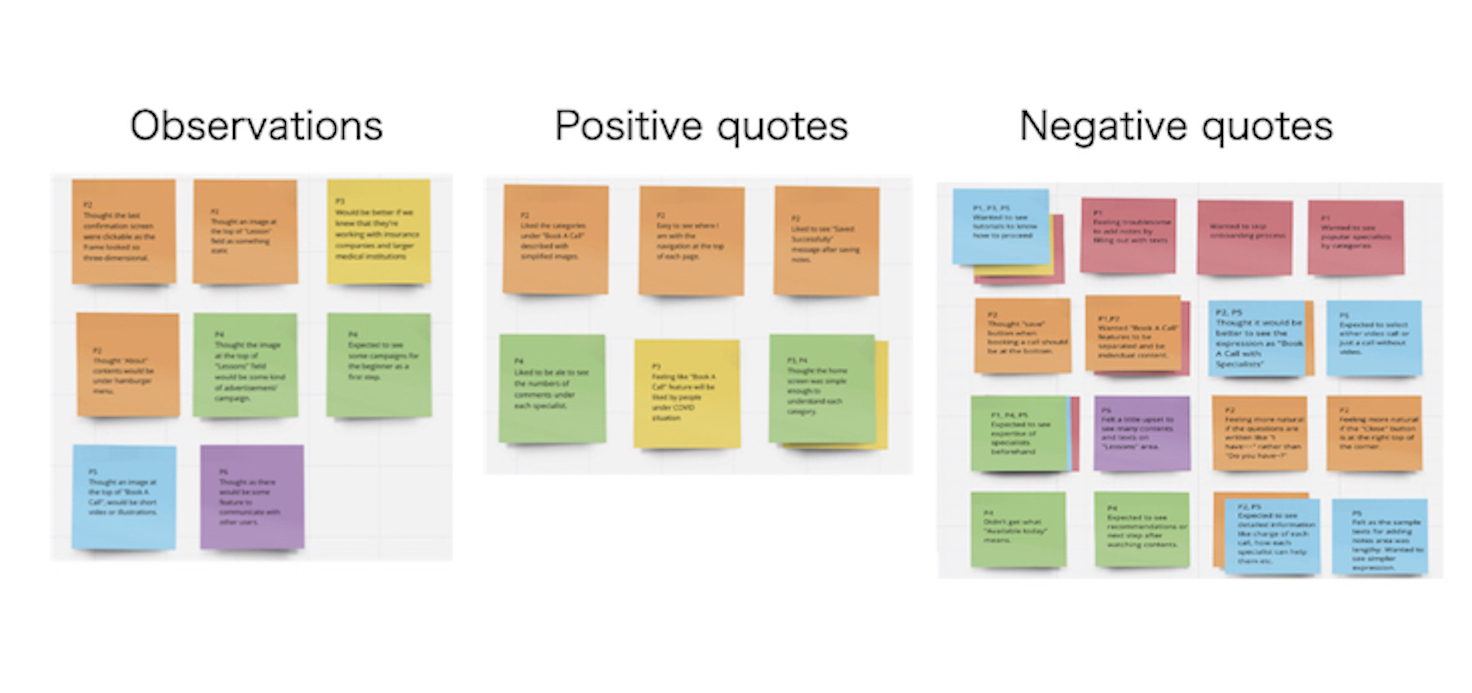 Observations
Positive quotes
Negative quotes
P2
Thought the last
confirmation screen
were clickable as the
frame looked so
three-dimensional.
P2
Thought an image at
the top of "Lesson"
field as something
static
P3
Would be better if we
knew that they're
working with insurance
companies and larger
medical institutions
P2
Thought "About"
contents would be
under hamburger
menu.
P4
Thought the image
at the top of
"Lessons" field
would be some kind
of advertisement/
campaign.
P4
Expected to see
some campaigns for
the beginner as a
first step.
P5
Thought an image at
the top of "Book A
Call", would be short
video or illustrations.
P6
Thought as there
would be some
feature to
communicate with
other users.
P2
Liked the categories
under "Book A Call"
described with
simplified images.
P2
Easy to see where I
am with the
navigation at the top
of each page.
P2
Liked to see "Saved
Successfully"
message after saving
notes.
P4
Liked to be ale to see
the numbers of
comments under
each specialist.
P3
Feeling like "Book A
Call" feature will be
liked by people
under COVID
situation
P3, P4
Thought the home
screen was simple
enough to
understand each
category.
P1, P3, P5
Wanted to see
tutorials to know
how to proceed
P1
Feeling troublesome
to add notes by
filling out with texts
Wanted to skip
onboarding process
P1
Wanted to see
popular specialists
by categories
P2
Thought "save"
button when
booking a call should
be at the bottom.
P1,P2
Wanted "Book A Call"
features to be
separated and be
individual content.
P2, P5
Thought it would be
better to see the
expression as "Book
A Call with
Specialists"
P5
Expected to select
either video call or
just a call without
video.
P1, P4, P5
Expected to see
expertise of
specialists
beforehand
P6
Felt a little upset to
see many contents
and texts on
"Lessons" area.
P2
Feeling more natural
if the questions are
written like "I
have~~" rather than
"Do you have~?"
P2
Feeling more natural
if the "Close" button
is at the right top of
the corner.
P4
Didn't get what
"Available today"
means.
P4
Expected to see
recommendations or
next step after
watching contents.
P2, P5
Expected to see
detailed information
like charge of each
call, how each
specialist can help
them etc.
P5
Felt as the sample
texts for adding
notes area was
lengthy. Wanted to
see simpler
expression.